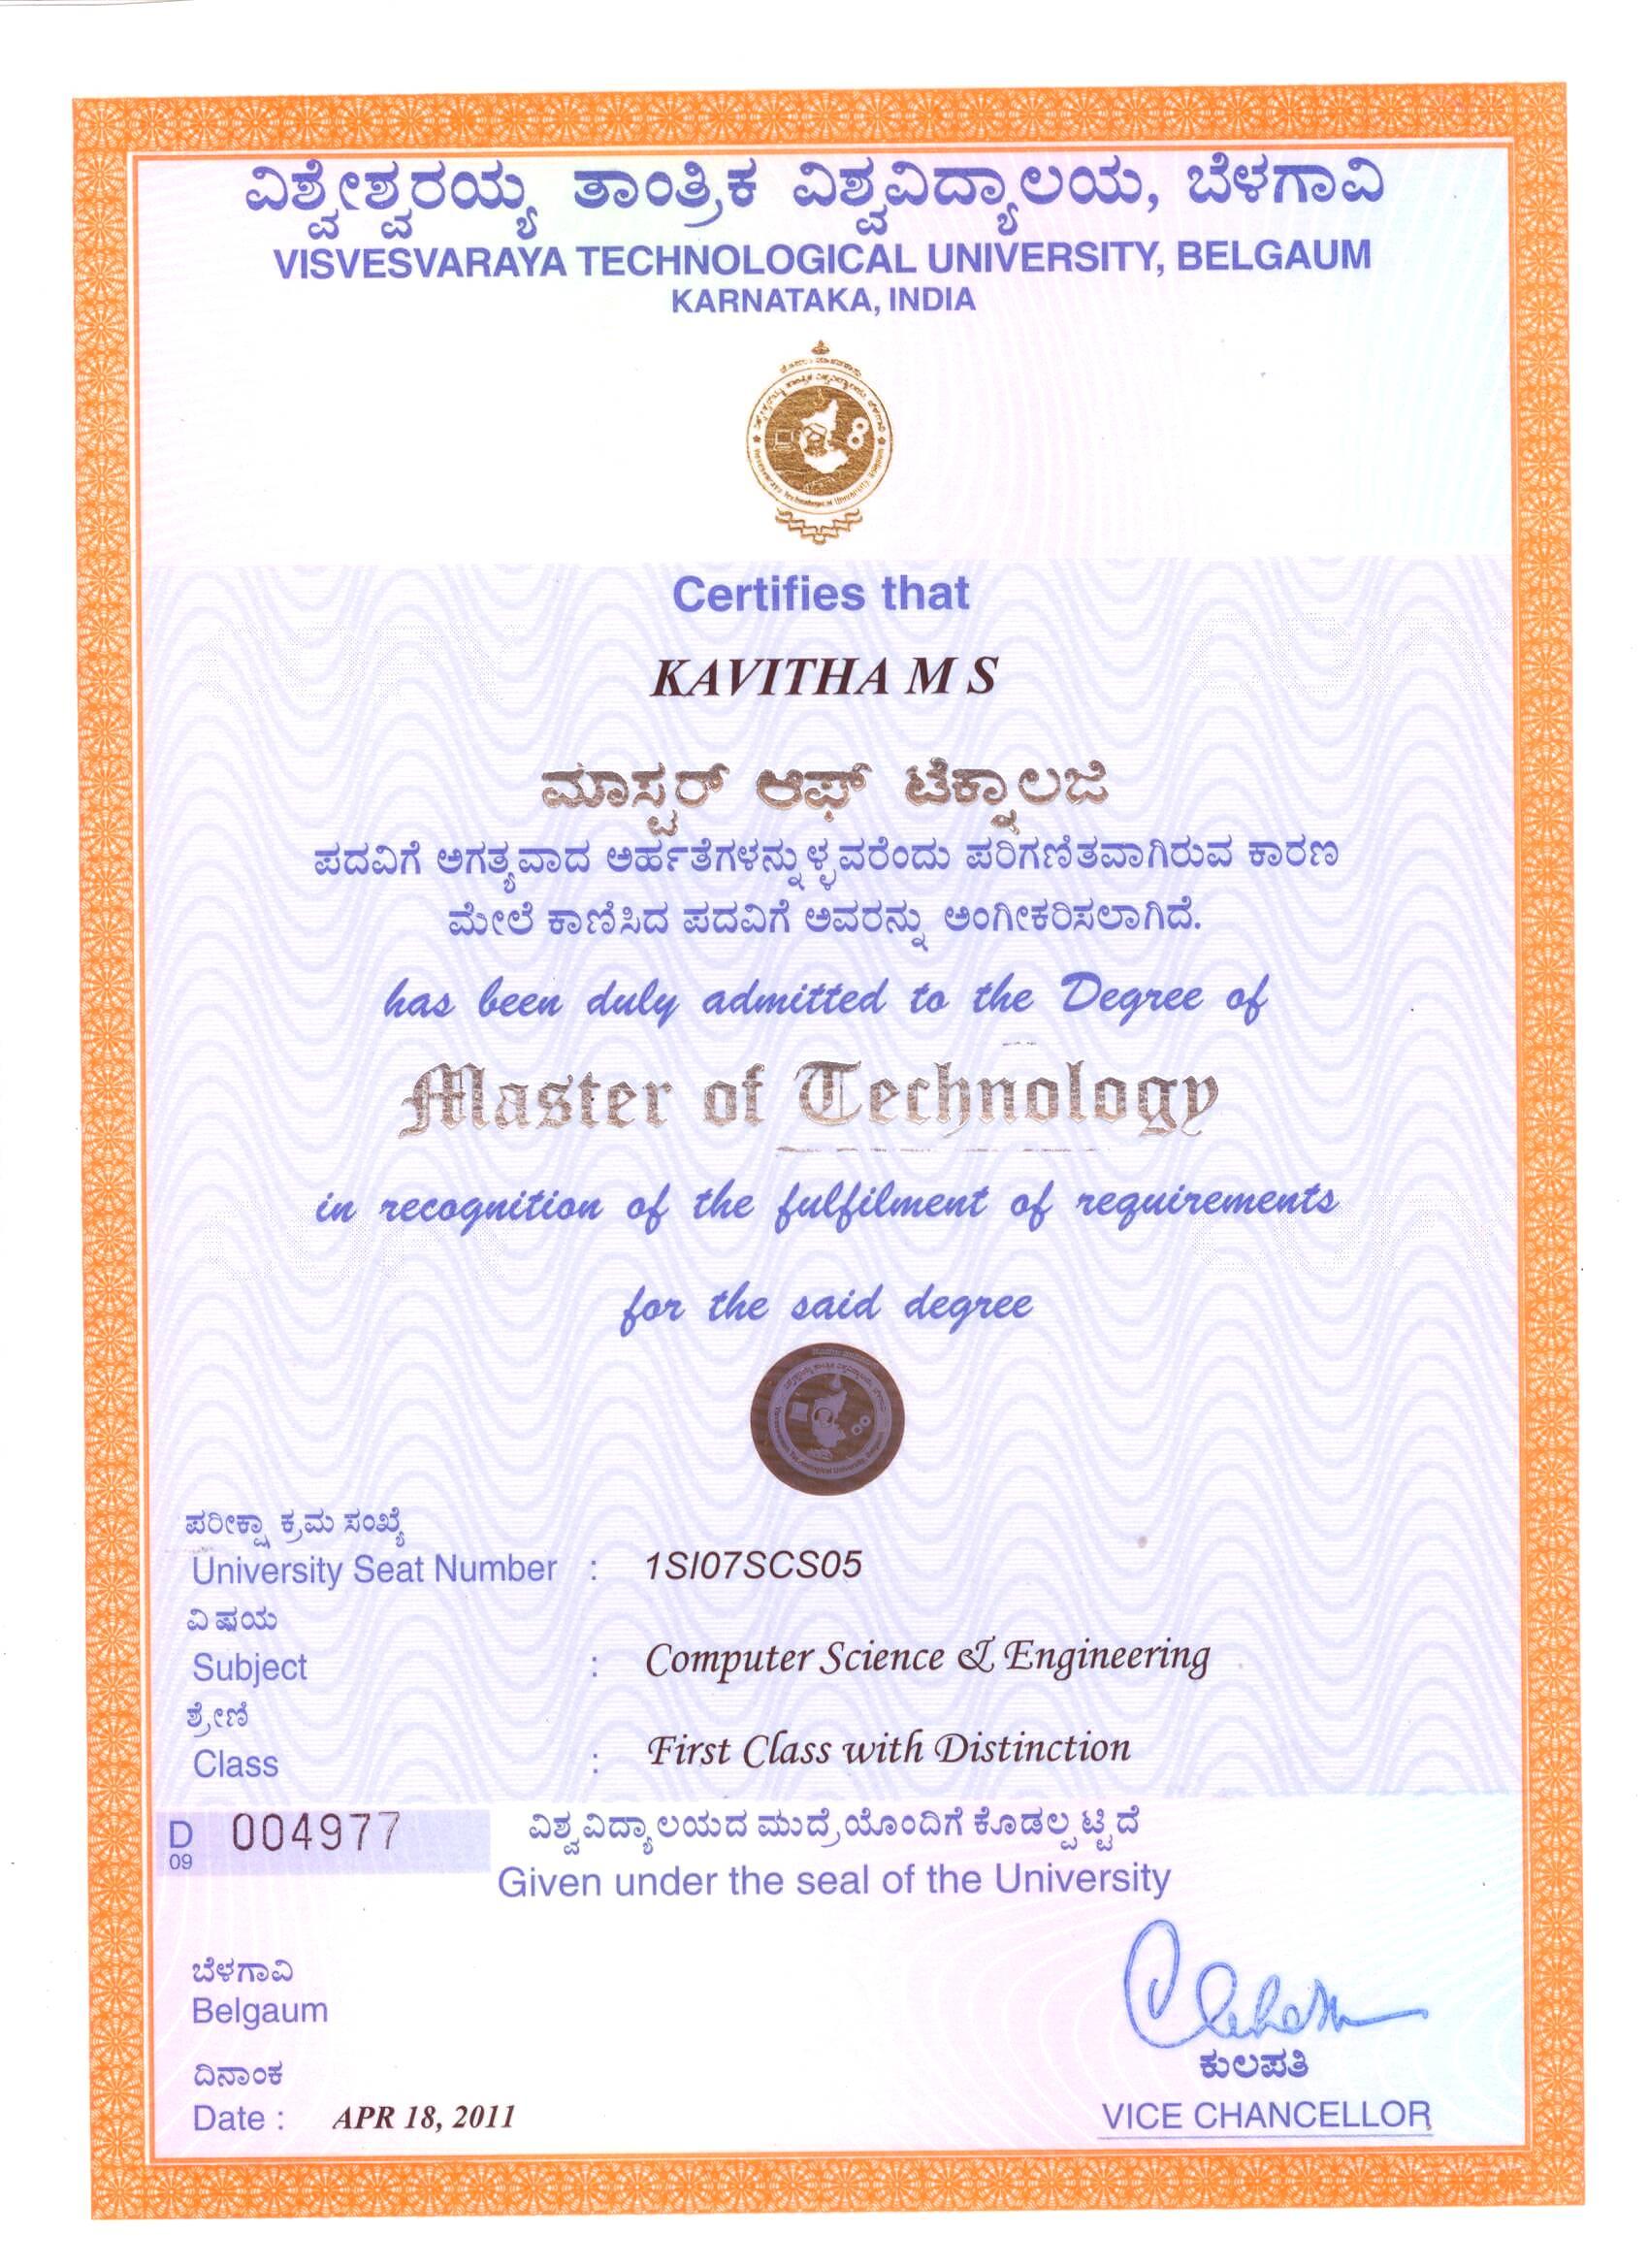 ವಿಶ್ವೇಶ್ವರಯ್ಯ ತಾಂತ್ರಿಕ ವಿಶ್ವವಿದ್ಯಾಲಯ, ಬೆಳಗಾವಿ
VISVESVARAYA TECHNOLOGICAL UNIVERSITY, BELGAUM
KARNATAKA, INDIA
Certifies that
KAVITHA M S
ಮಾಸ್ಟರ್ ಆಫ್ ಟೆಕ್ನಾಲಜಿ
ಪದವಿಗೆ ಅಗತ್ಯವಾದ ಅರ್ಹತೆಗಳನ್ನುಳ್ಳವರೆಂದು ಪರಿಗಣಿತವಾಗಿರುವ ಕಾರಣ
ಮೇಲೆ ಕಾಣಿಸಿದ ಪದವಿಗೆ ಅವರನ್ನು ಅಂಗೀಕರಿಸಲಾಗಿದೆ.
has been duly admitted to the Degree of
Master of Technology
in recognition of the fulfilment of requirements
for the said degree
ಪರೀಕ್ಷಾ ಕ್ರಮ ಸಂಖ್ಯೆ
University Seat Number : 1SI07SCS05
ವಿಷಯ
Subject : Computer Science & Engineering
ಶ್ರೇಣಿ
Class : First Class with Distinction
D 004977
09
ವಿಶ್ವವಿದ್ಯಾಲಯದ ಮುದ್ರೆಯೊಂದಿಗೆ ಕೊಡಲ್ಪಟ್ಟಿದೆ
Given under the seal of the University
ಬೆಳಗಾವಿ
Belgaum
ಕುಲಪತಿ
VICE CHANCELLOR
ದಿನಾಂಕ
Date : APR 18, 2011